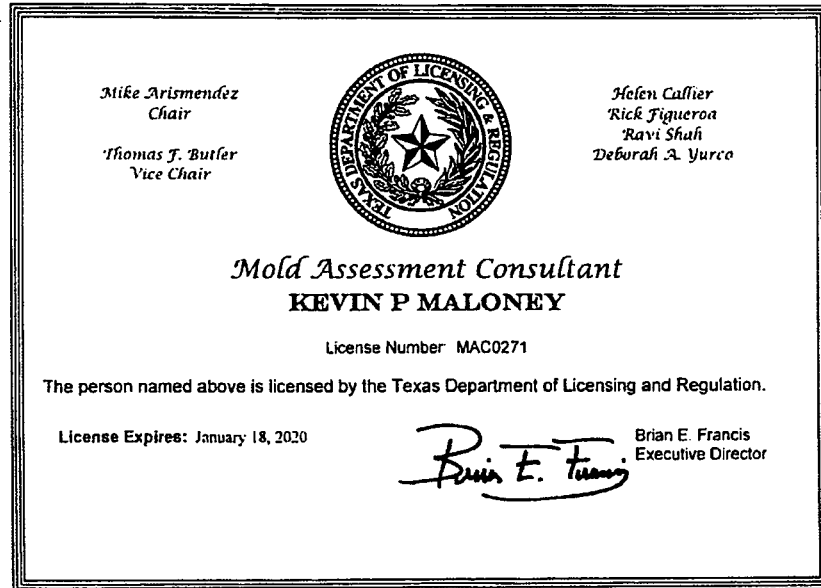 Mike Arismendez
Chair
Thomas J. Butler
Vice Chair
TEXAS DEPARTMENT OF LICENSING & REGULATION
Helen Callier
Rick Figueroa
Ravi Shah
Deborah A. Yurco
Mold Assessment Consultant
KEVIN P MALONEY
License Number MAC0271
The person named above is licensed by the Texas Department of Licensing and Regulation.
License Expires: January 18, 2020
Brian E. Francis
Brian E. Francis
Executive Director